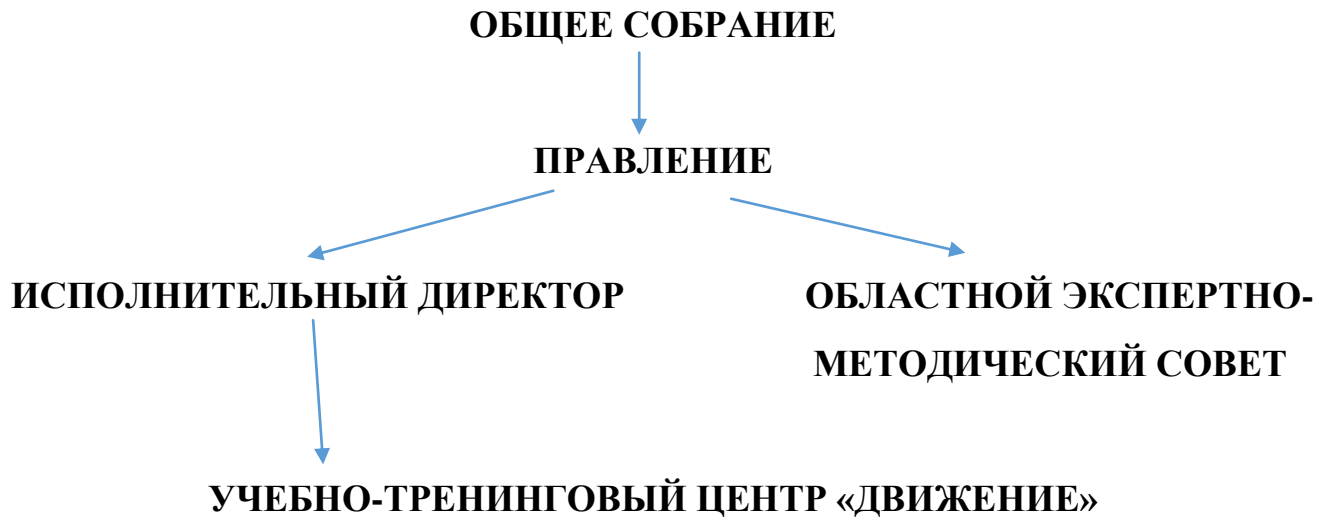 ОБЩЕЕ СОБРАНИЕ
ПРАВЛЕНИЕ
ИСПОЛНИТЕЛЬНЫЙ ДИРЕКТОР
ОБЛАСТНОЙ ЭКСПЕРТНО-
МЕТОДИЧЕСКИЙ СОВЕТ
УЧЕБНО-ТРЕНИНГОВЫЙ ЦЕНТР «ДВИЖЕНИЕ»